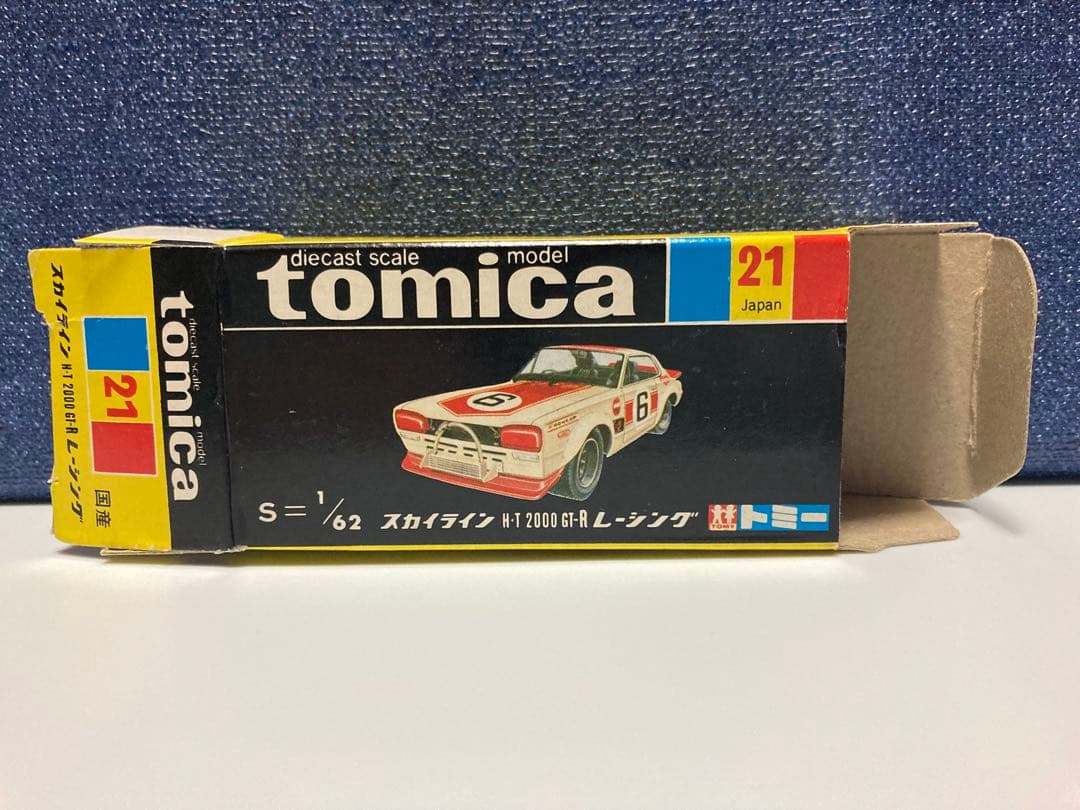 diecast scale model
tomica
21
Japan
6
6
S=1/62 スカイライン H・T 2000 GT-R レーシング
TOMY
トミー
diecast scale model
tomica
21
スカイライン H・T 2000 GT-R レーシング
国産